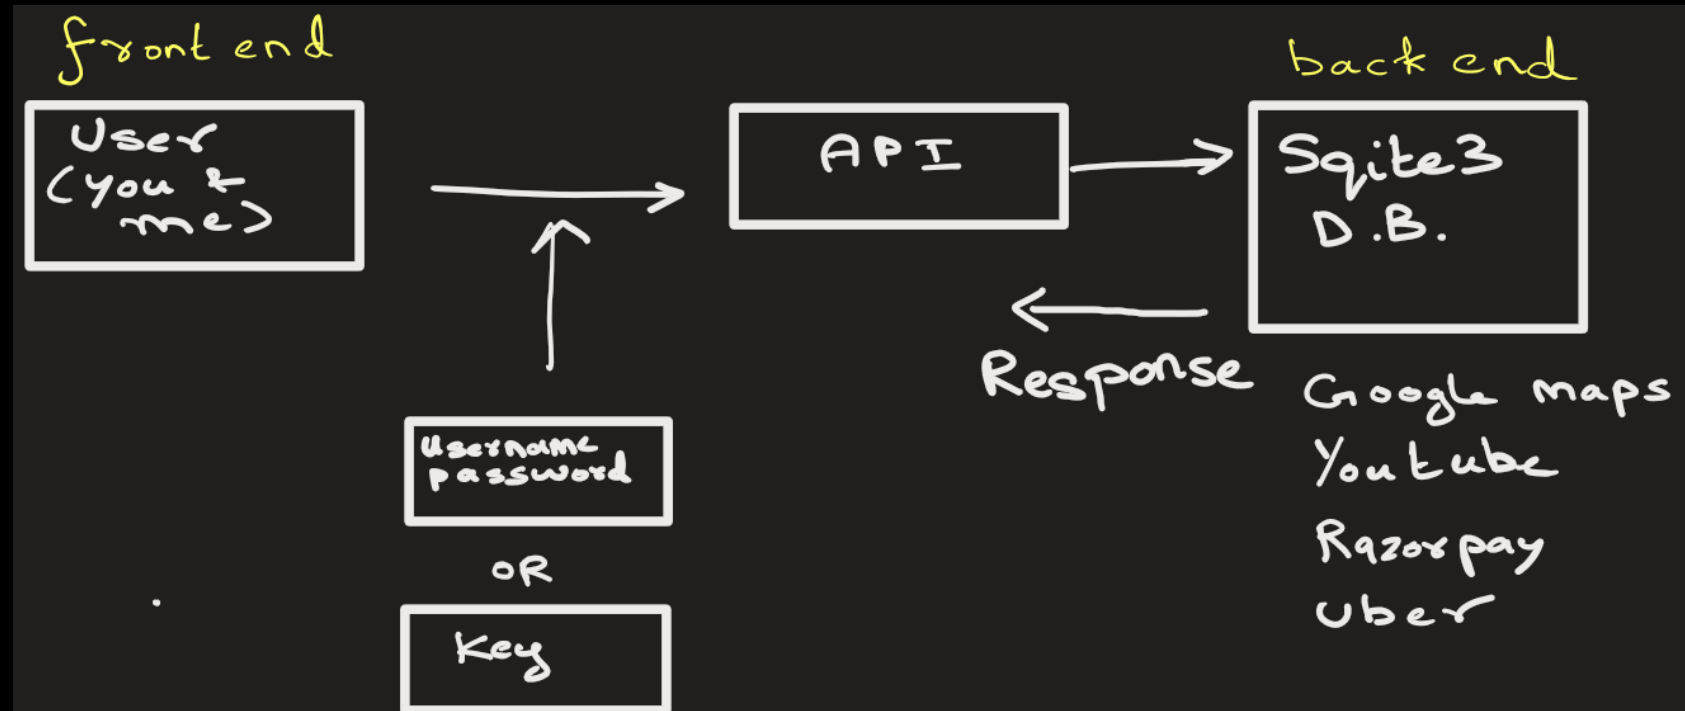 front end
back end
User
(you &
me)
API
Sqite3
D.B.
Response
Google maps
Youtube
Razorpay
uber
username
password
OR
Key